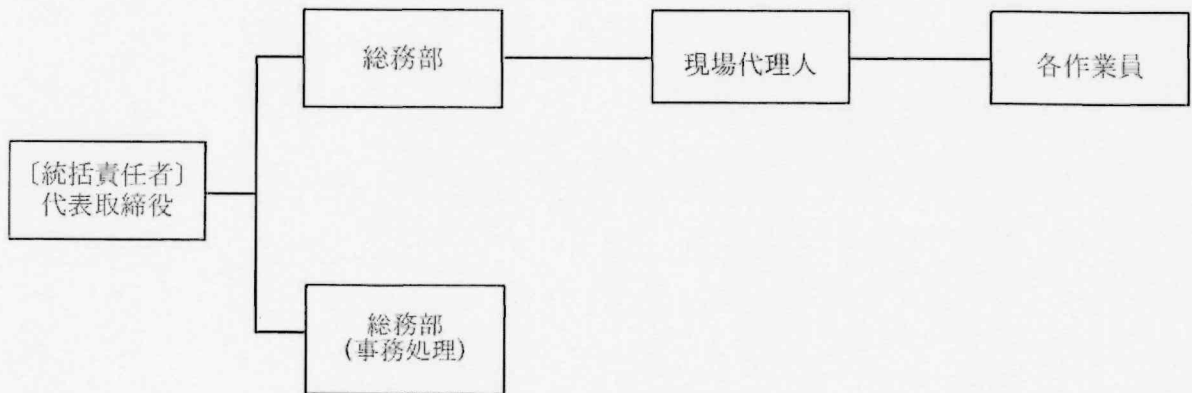 総務部
現場代理人
各作業員
〔統括責任者〕
代表取締役
総務部
(事務処理)